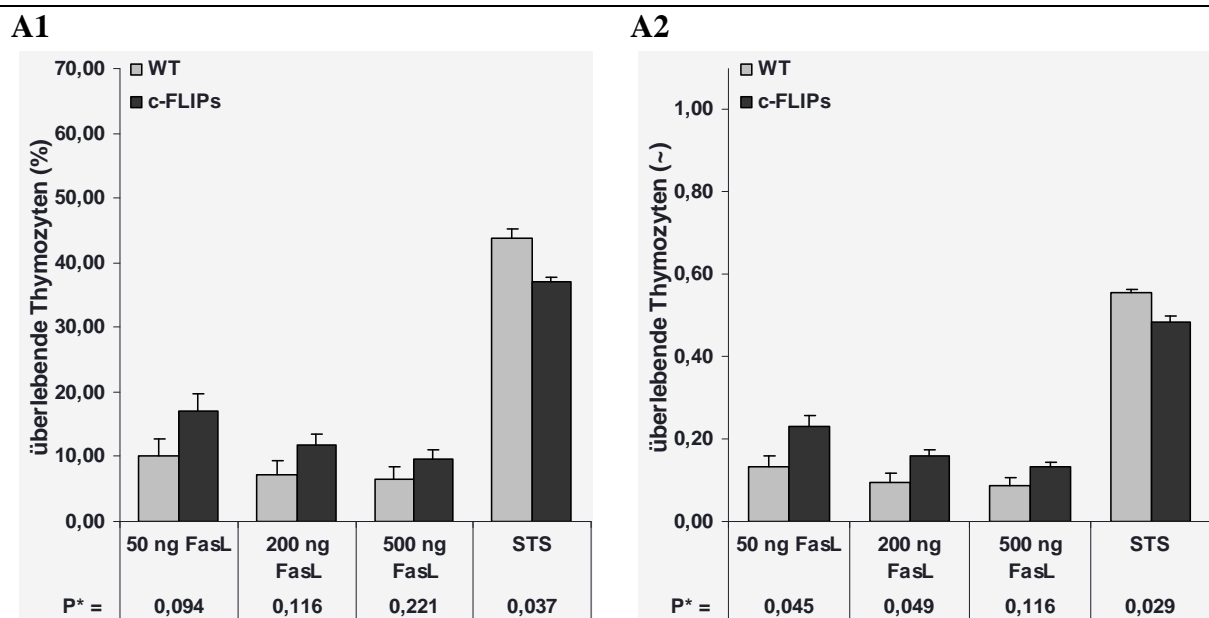 A1
überlebende Thymozyten (%)
WT
c-FLIPs
70,00
60,00
50,00
40,00
30,00
20,00
10,00
0,00
50 ng FasL
200 ng
FasL
500 ng
FasL
STS
P* = 0,094 0,116 0,221 0,037
A2
überlebende Thymozyten (~)
WT
c-FLIPs
1,00
0,80
0,60
0,40
0,20
0,00
50 ng FasL
200 ng
FasL
500 ng
FasL
STS
P* = 0,045 0,049 0,116 0,029